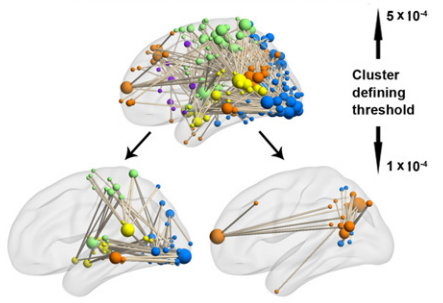 5 x 10-4
Cluster
defining
threshold
1 x 10-4